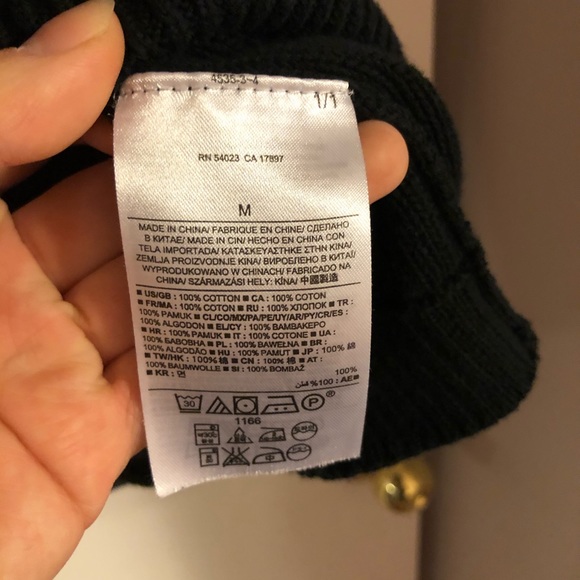 4535-3-4
1/1
RN 54023 CA 17897
M
MADE IN CHINA/ FABRIQUE EN CHINE/ СДЕЛАНО
В КИТАЕ/ MADE IN CIN/ HECHO EN CHINA CON
TELA IMPORTADA/ ΚΑΤΑΣΚΕΥΑΣΤΗΚΕ ΣΤΗΝ ΚΙΝΑ/
ZEMLJA PROIZVODNJE KINA/ ВИРОБЛЕНО В КИТАЇ/
WYPRODUKOWANO W CHINACH/ FABRICADO NA
CHINA/ SZÁRMAZÁSI HELY: KÍNA/ 中國製造
■ US/GB : 100% COTTON ■ CA : 100% COTON
■ FR/MA : 100% COTON ■ RU : 100% ХЛОПОК ■ TR :
100% PAMUK ■ CL/CO/MX/PA/PE/UY/AR/PY/CR/ES :
100% ALGODON ■ EL/CY : 100% ΒΑΜΒΑΚΕΡΟ
■ HR : 100% PAMUK ■ IT : 100% COTONE ■ UA :
100% БАВОВНА ■ PL : 100% BAWEŁNA ■ BR :
100% ALGODÃO ■ HU : 100% PAMUT ■ JP : 100% 綿
■ TW/HK : 100% 棉 ■ CN : 100% 棉 ■ AT :
100% BAUMWOLLE ■ SI : 100% BOMBAŽ
■ KR : 면 100%
■ AE : %100 قطن
30 P
1166